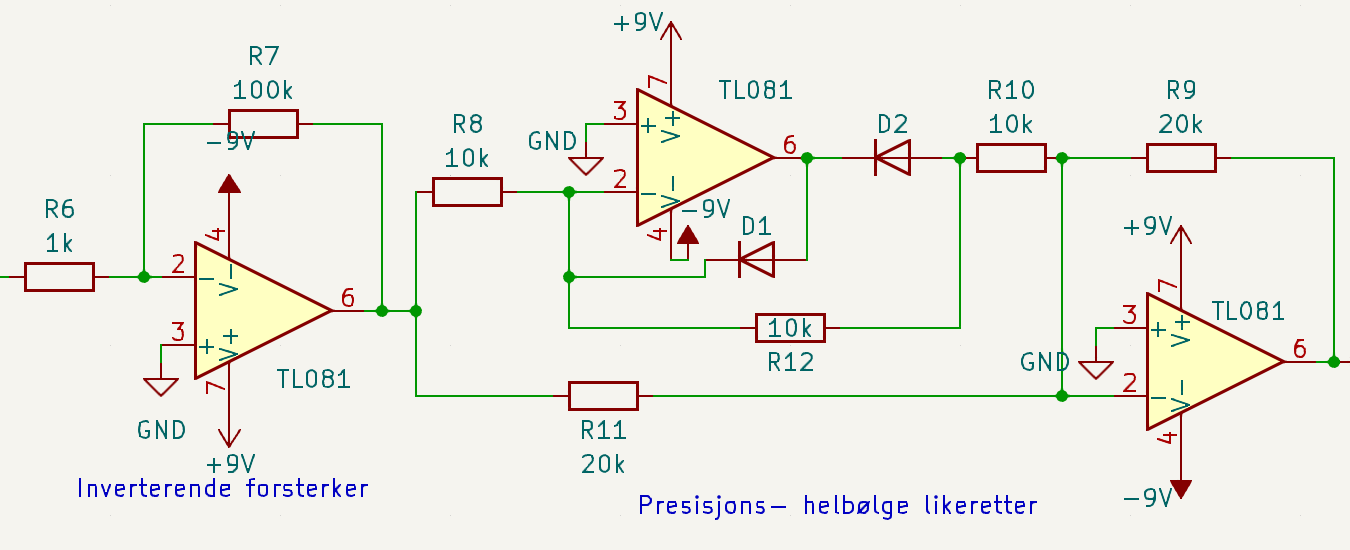 +9V
R7
100k
-9V
7
TL081
R10
10k
R9
20k
R8
10k
GND
3
+
V+
6
D2
2
−
V−
4
-9V
D1
R6
1k
4
2
−
V−
6
3
+
V+
7
TL081
GND
+9V
10k
R12
R11
20k
+9V
7
TL081
3
+
V+
6
GND
2
−
V−
4
-9V
Inverterende forsterker
Presisjons- helbølge likeretter